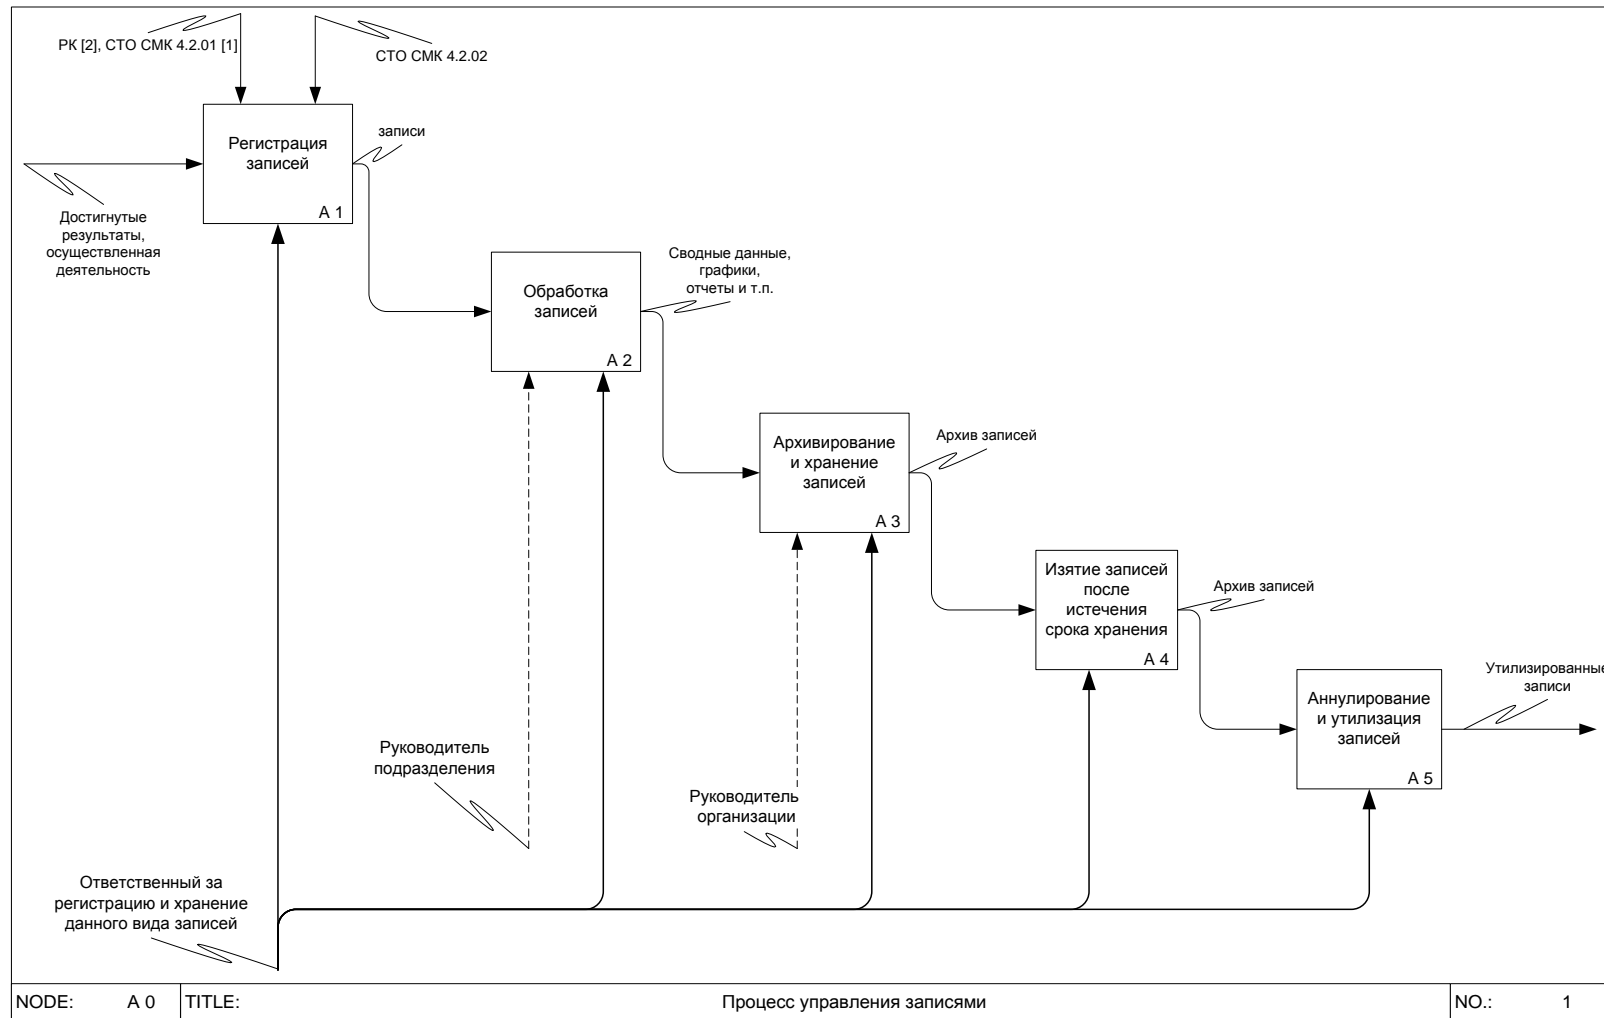 РК [2], СТО СМК 4.2.01 [1]
СТО СМК 4.2.02
Регистрация
записей
А 1
записи
Достигнутые
результаты,
осуществленная
деятельность
Обработка
записей
А 2
Сводные данные,
графики,
отчеты и т.п.
Архивирование
и хранение
записей
А 3
Архив записей
Изятие записей
после
истечения
срока хранения
А 4
Архив записей
Аннулирование
и утилизация
записей
А 5
Утилизированные
записи
Руководитель
подразделения
Руководитель
организации
Ответственный за
регистрацию и хранение
данного вида записей
NODE: А 0 TITLE: Процесс управления записями NO.: 1